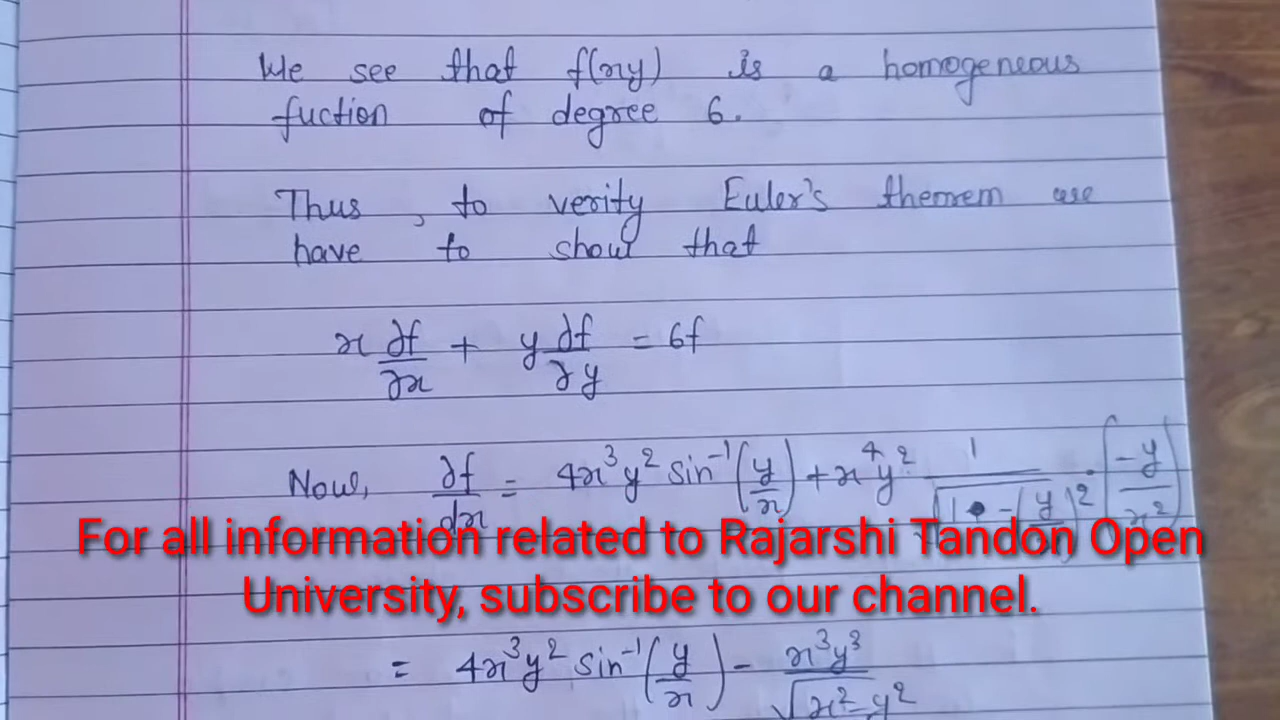 We see that f(xy) is a homogeneous
fuction of degree 6.
Thus, to verity Euler's theorem we
have to show that
x ∂f/∂x + y ∂f/∂y = 6f
Now, ∂f/dx = 4x³y² sin⁻¹(y/x) + x⁴y² 1/√(1-(y/x)²) · (-y/x²)
For all information related to Rajarshi Tandon Open
University, subscribe to our channel.
= 4x³y² sin⁻¹(y/x) - x³y³/√x²-y²